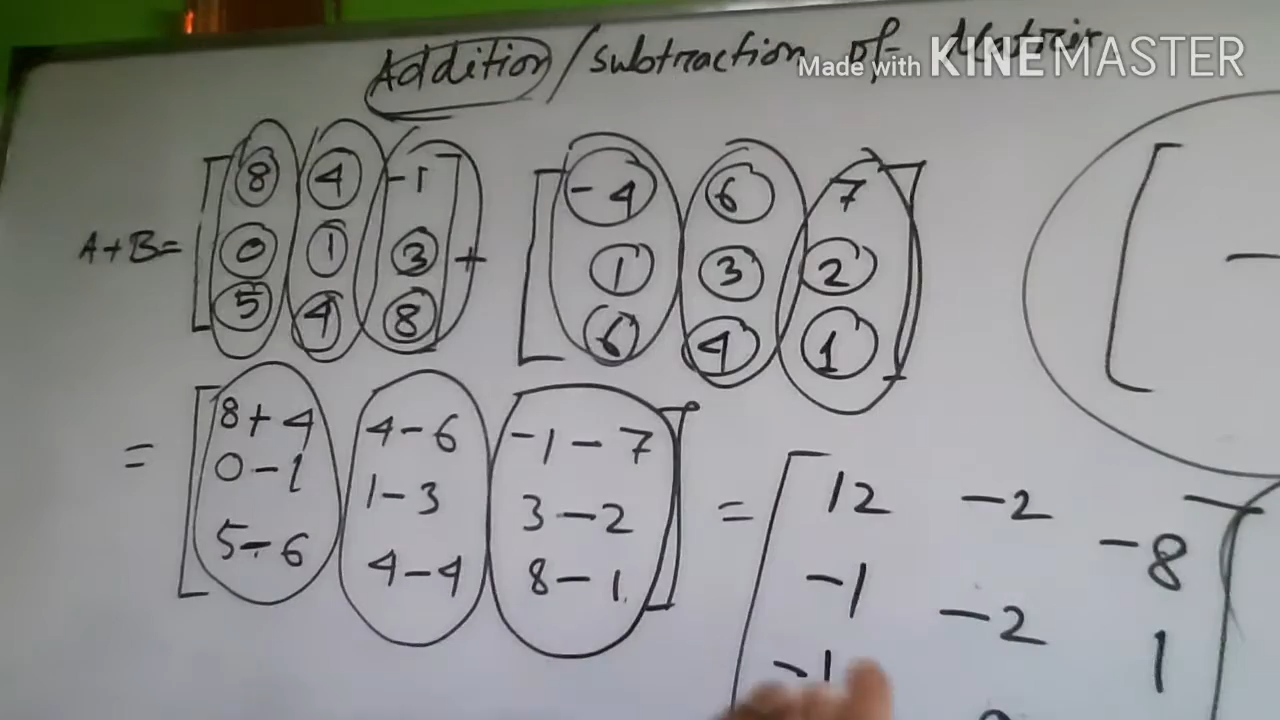 Addition/subtraction of Matrix
Made with KINEMASTER
A+B= [ 8 4 -1 ] + [ -4 6 7 ]
0 1 3 1 3 2
5 4 8 6 4 1
= [ 8+4 4-6 -1-7 ] = [ 12 -2 -8 ]
0-1 1-3 3-2 -1 -2 1
5-6 4-4 8-1 -1